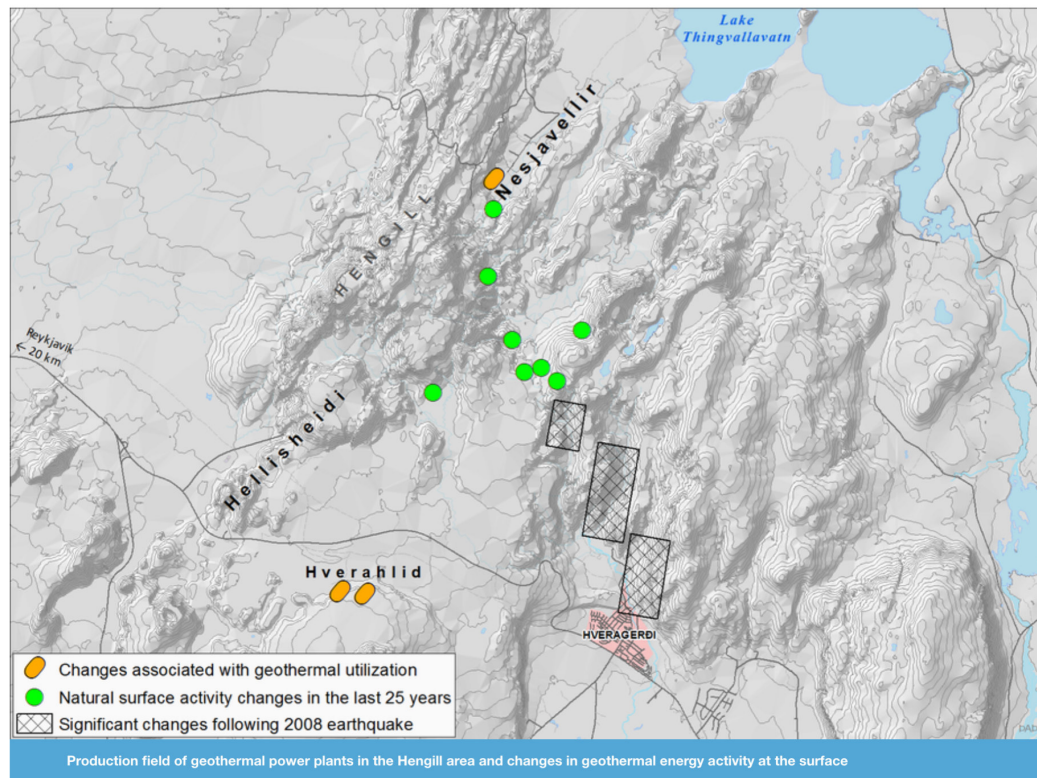 Lake
Thingvallavatn
Nesjavellir
HENGILL
Reykjavik
← 20 km
Hellisheidi
Hverahlid
HVERAGERÐI
Changes associated with geothermal utilization
Natural surface activity changes in the last 25 years
Significant changes following 2008 earthquake
Production field of geothermal power plants in the Hengill area and changes in geothermal energy activity at the surface